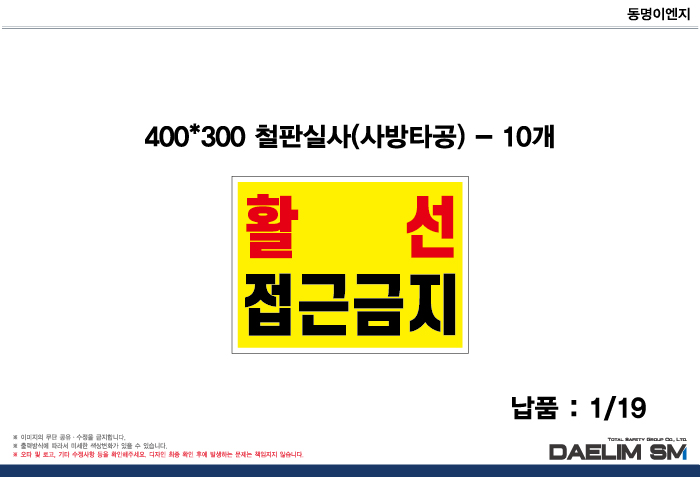 동명이엔지
400*300 철판실사(사방타공) - 10개
활 선
접근금지
납품 : 1/19
※ 이미지의 무단 공유 · 수정을 금지합니다.
※ 출력방식에 따라서 미세한 색상변화가 있을 수 있습니다.
※ 오타 및 로고, 기타 수정사항 등을 확인해주세요. 디자인 최종 확인 후에 발생하는 문제는 책임지지 않습니다.
TOTAL SAFETY GROUP CO., LTD.
DAELIM SM